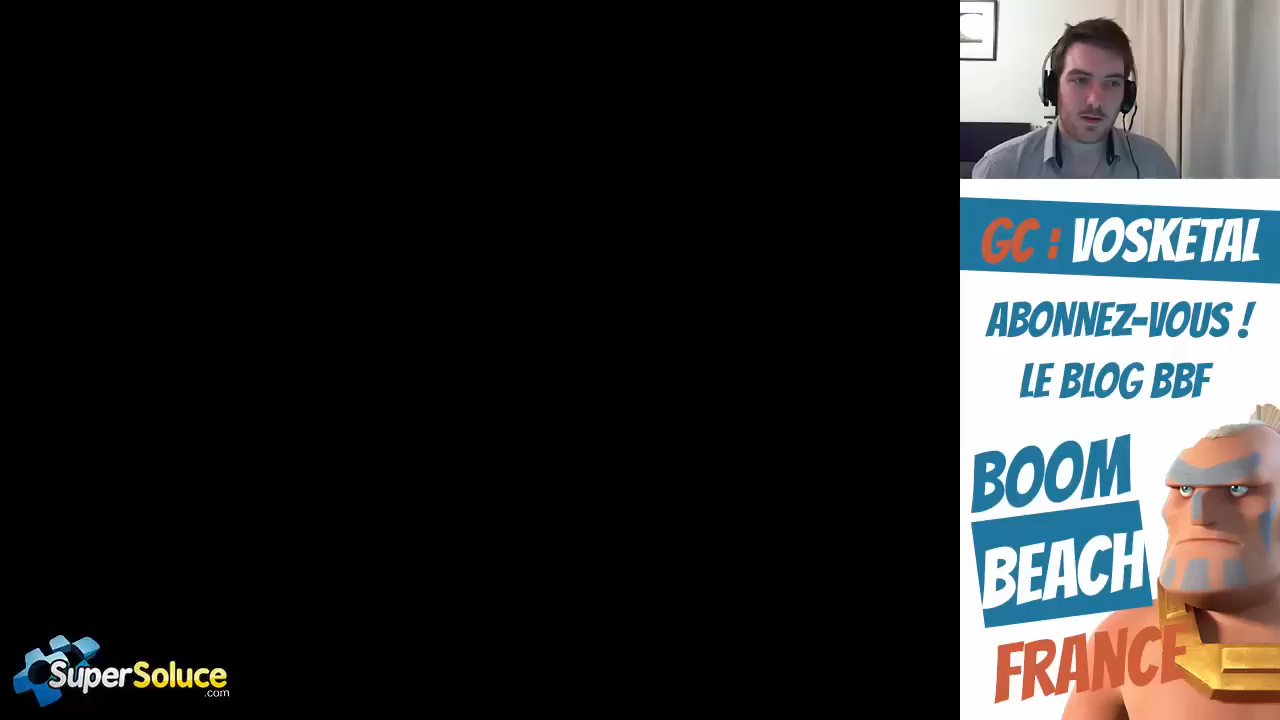 GC : VOSKETAL
ABONNEZ-VOUS !
LE BLOG BBF
BOOM
BEACH
FRANCE
SuperSoluce
.com